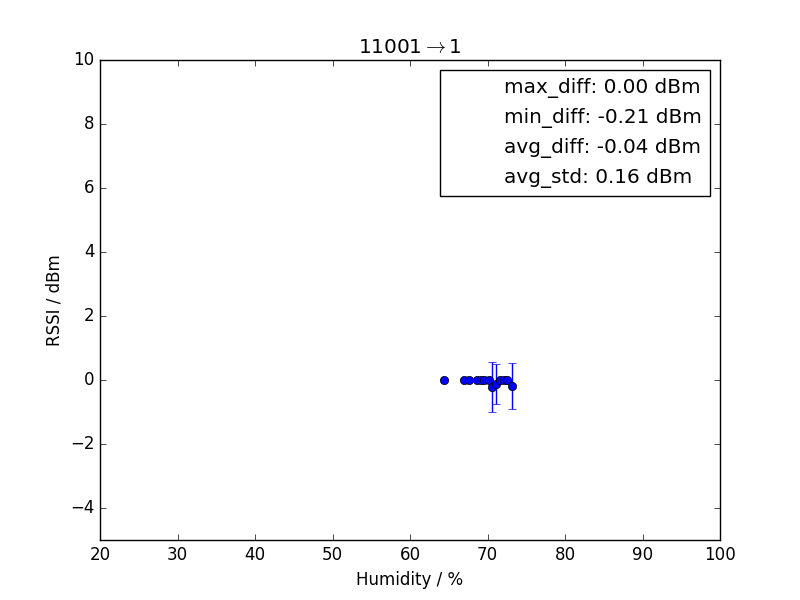 11001→1
max_diff: 0.00 dBm
min_diff: -0.21 dBm
avg_diff: -0.04 dBm
avg_std: 0.16 dBm
10
8
6
4
2
0
−2
−4
RSSI / dBm
20 30 40 50 60 70 80 90 100
Humidity / %